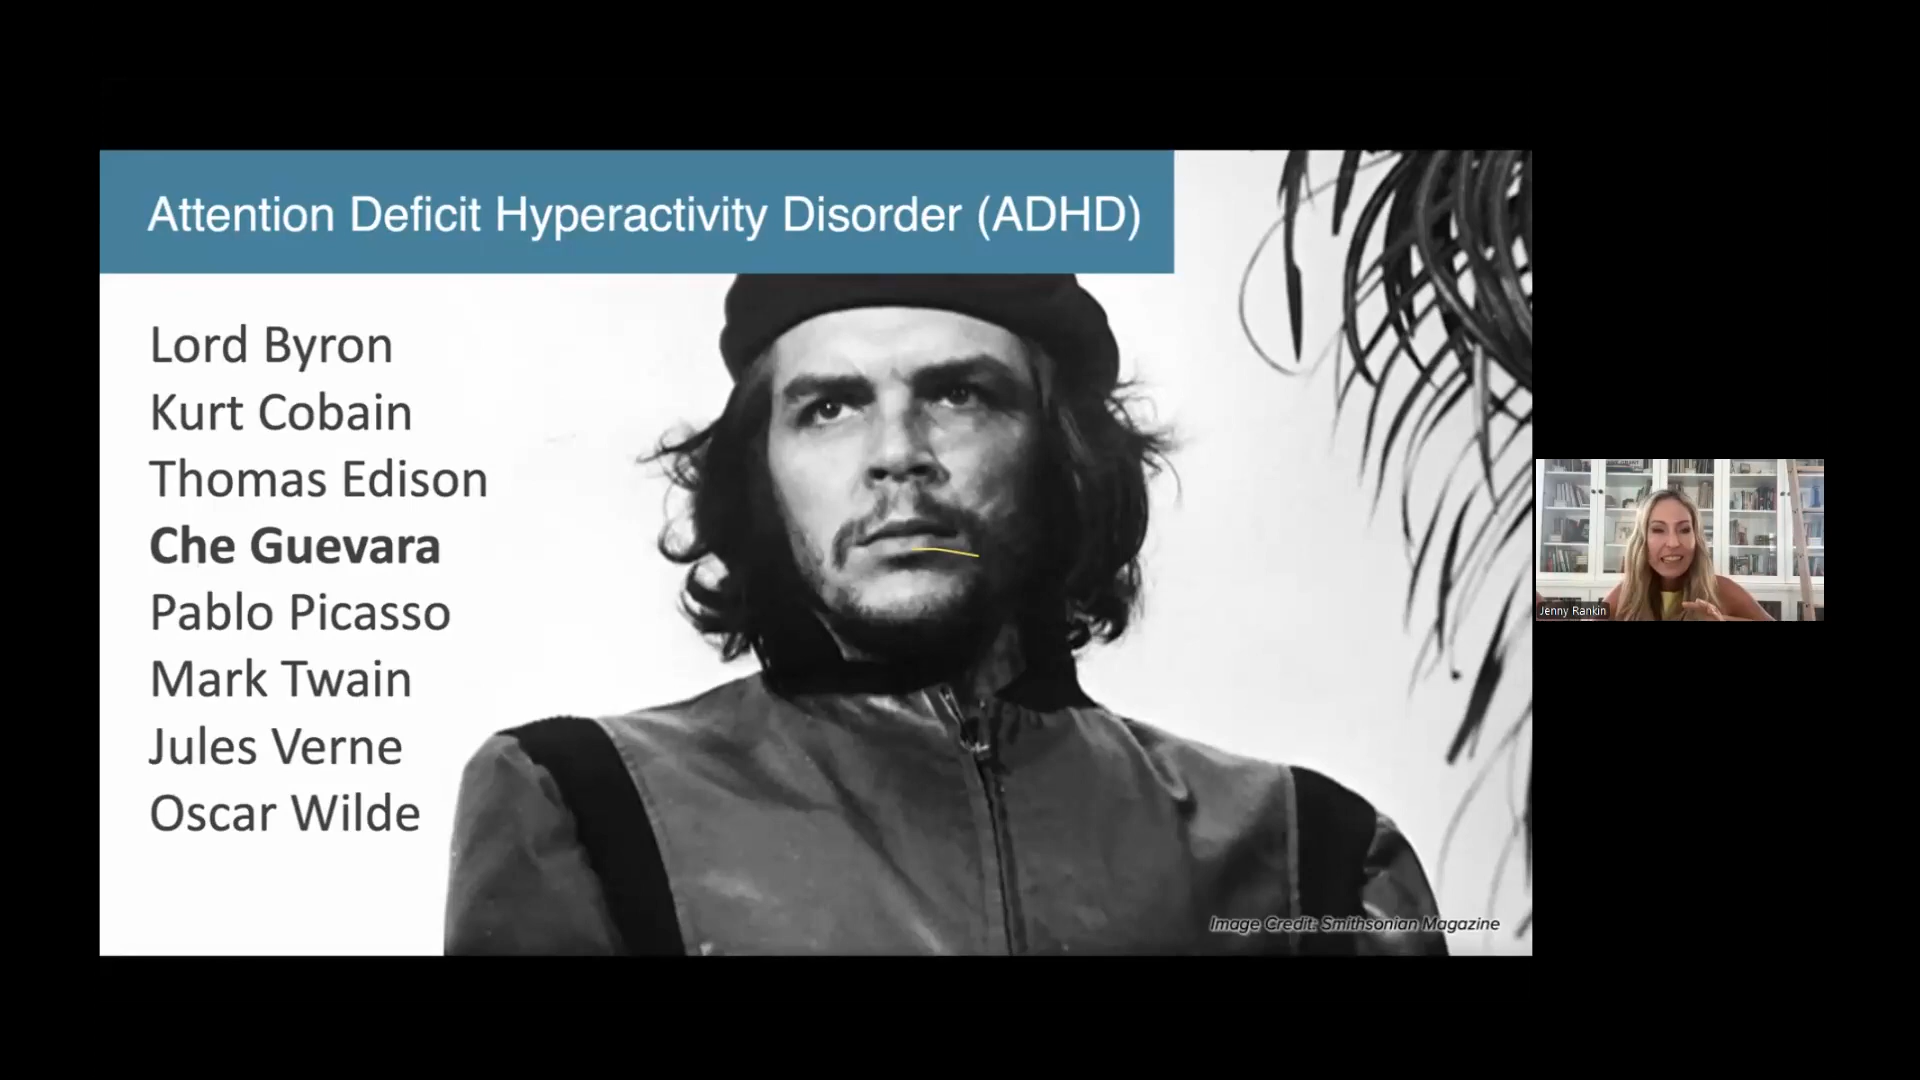 Attention Deficit Hyperactivity Disorder (ADHD)
Lord Byron
Kurt Cobain
Thomas Edison
Che Guevara
Pablo Picasso
Mark Twain
Jules Verne
Oscar Wilde
Image Credit: Smithsonian Magazine
Jenny Rankin